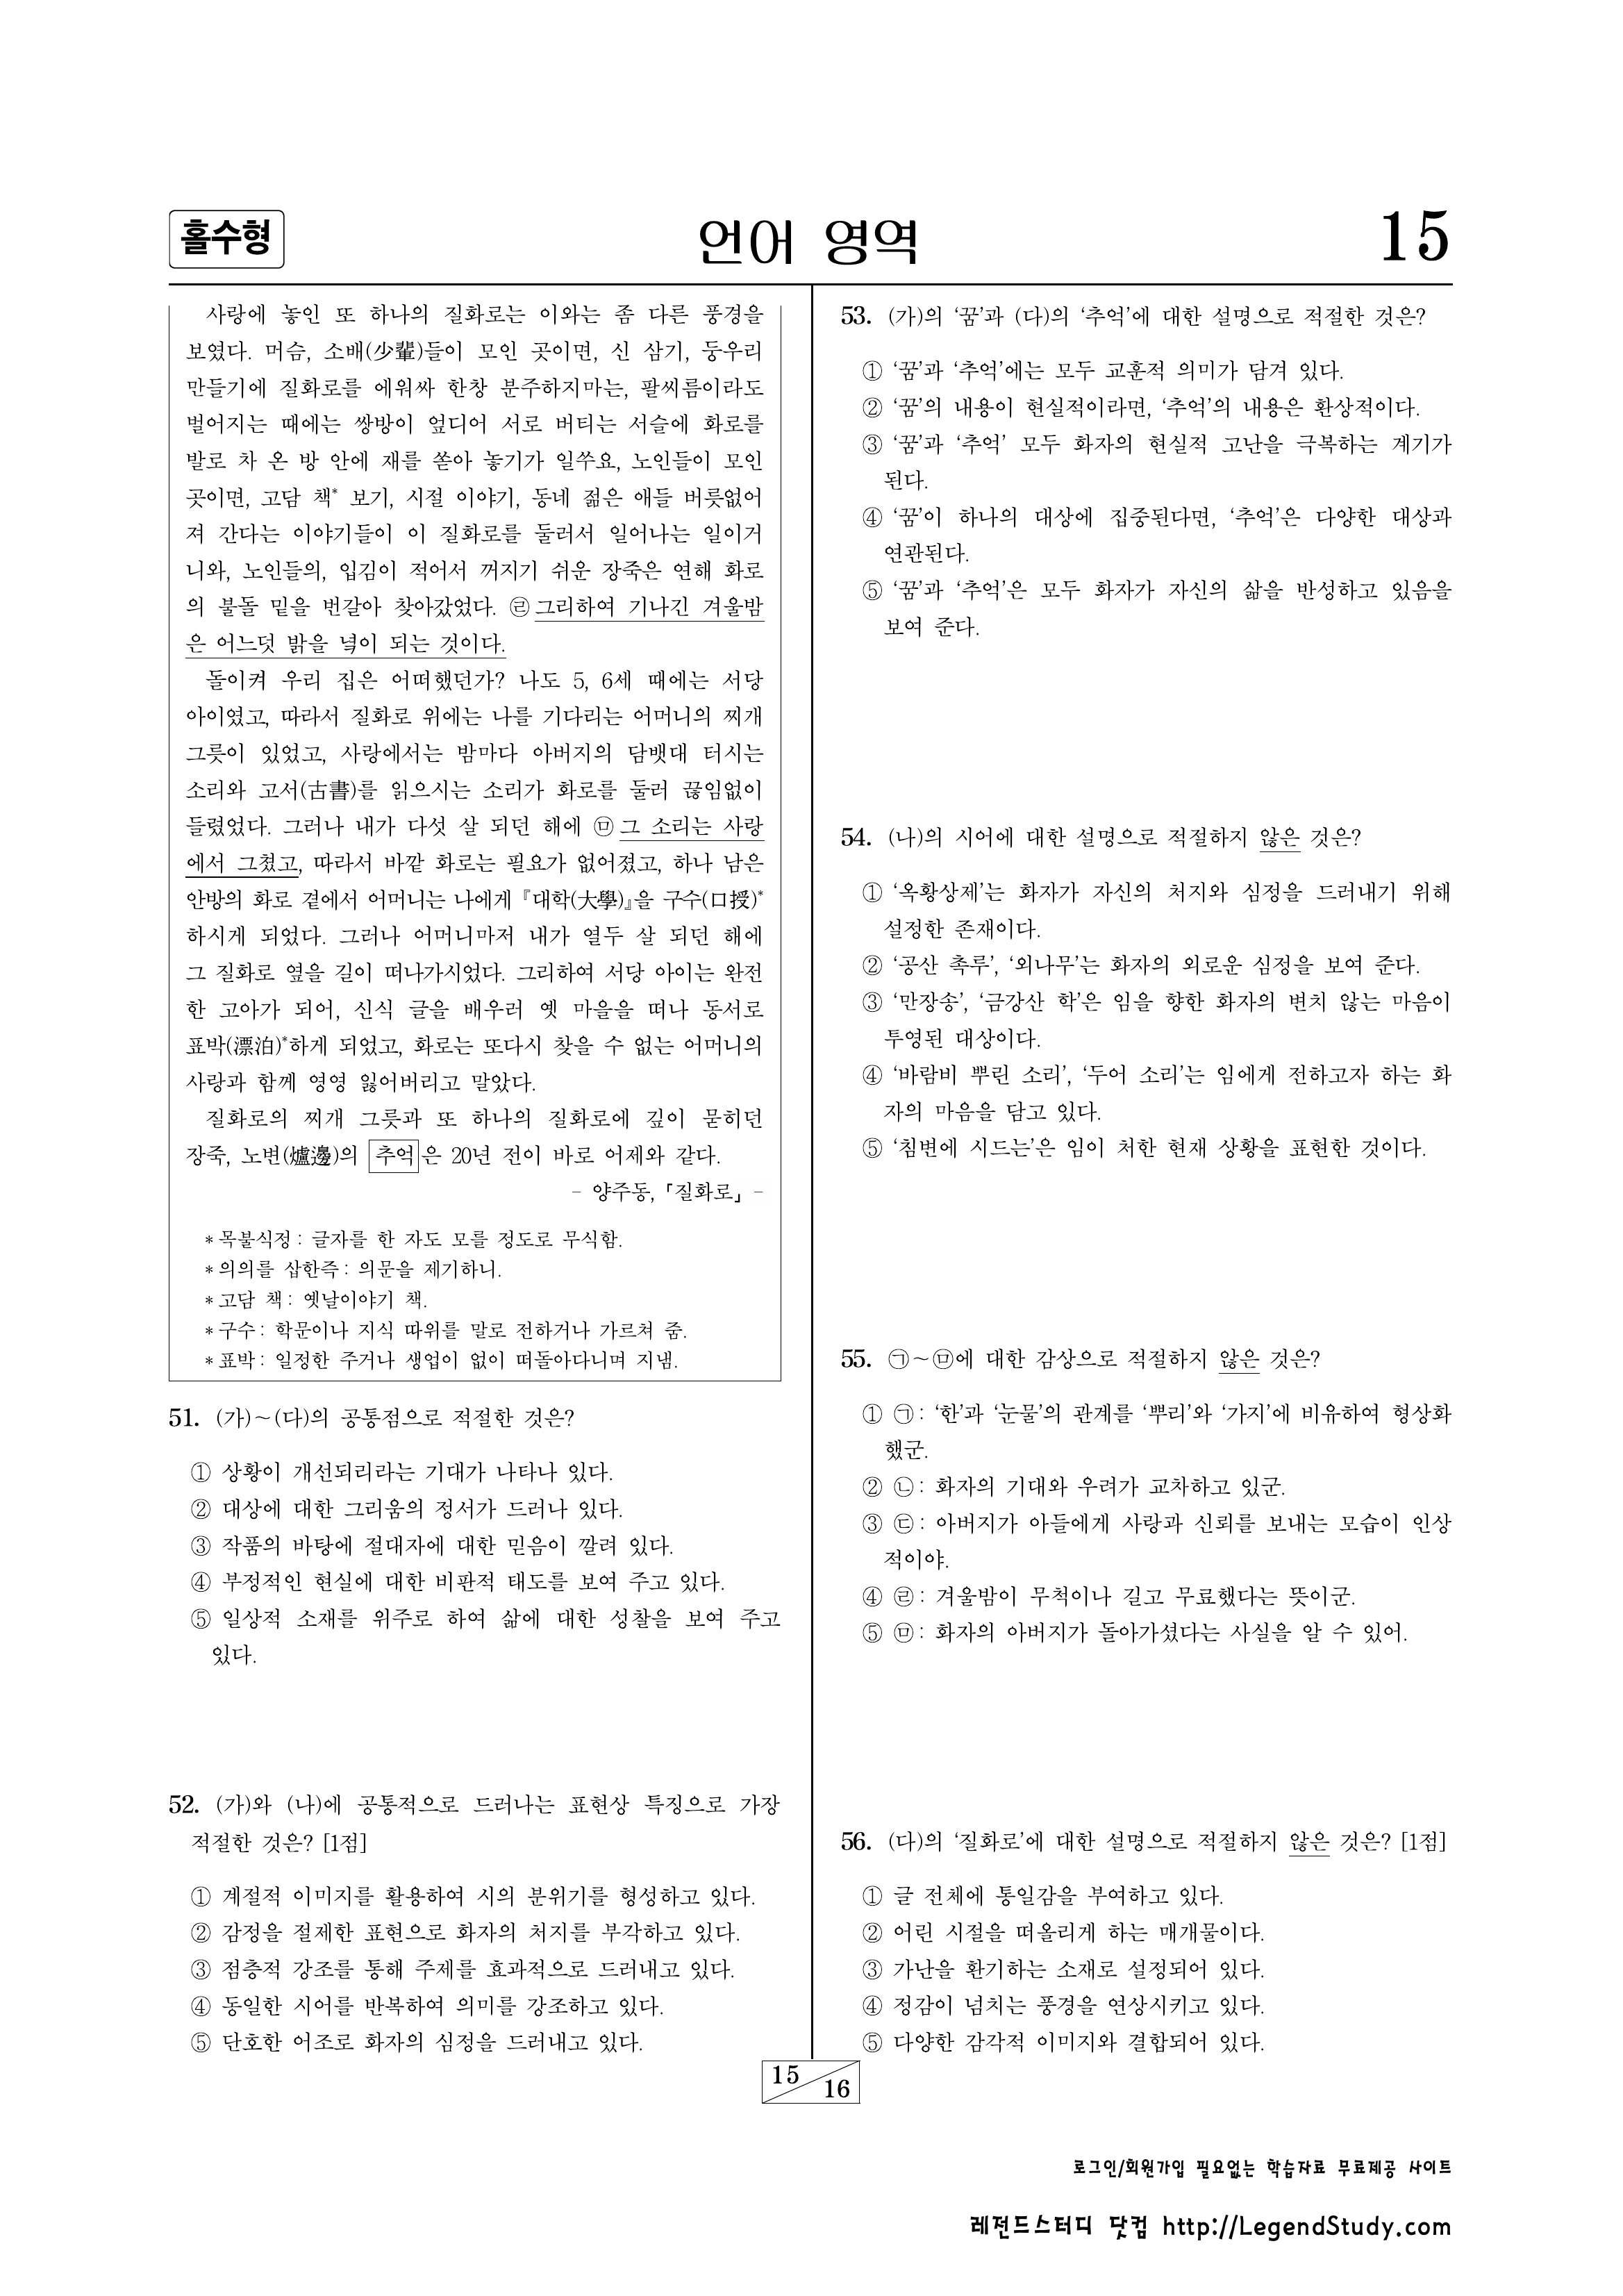 홀수형
언어 영역
15
사랑에 놓인 또 하나의 질화로는 이와는 좀 다른 풍경을
보였다. 머슴, 소배(少輩)들이 모인 곳이면, 신 삼기, 둥우리
만들기에 질화로를 에워싸 한창 분주하지마는, 팔씨름이라도
벌어지는 때에는 쌍방이 엎디어 서로 버티는 서슬에 화로를
발로 차 온 방 안에 재를 쏟아 놓기가 일쑤요, 노인들이 모인
곳이면, 고담 책* 보기, 시절 이야기, 동네 젊은 애들 버릇없어
져 간다는 이야기들이 이 질화로를 둘러서 일어나는 일이거
니와, 노인들의, 입김이 적어서 꺼지기 쉬운 장죽은 연해 화로
의 불돌 밑을 번갈아 찾아갔었다. ㉣그리하여 기나긴 겨울밤
은 어느덧 밝을 녘이 되는 것이다.
돌이켜 우리 집은 어떠했던가? 나도 5, 6세 때에는 서당
아이였고, 따라서 질화로 위에는 나를 기다리는 어머니의 찌개
그릇이 있었고, 사랑에서는 밤마다 아버지의 담뱃대 터시는
소리와 고서(古書)를 읽으시는 소리가 화로를 둘러 끊임없이
들렸었다. 그러나 내가 다섯 살 되던 해에 ㉤그 소리는 사랑
에서 그쳤고, 따라서 바깥 화로는 필요가 없어졌고, 하나 남은
안방의 화로 곁에서 어머니는 나에게 『대학(大學)』을 구수(口授)*
하시게 되었다. 그러나 어머니마저 내가 열두 살 되던 해에
그 질화로 옆을 길이 떠나가시었다. 그리하여 서당 아이는 완전
한 고아가 되어, 신식 글을 배우러 옛 마을을 떠나 동서로
표박(漂泊)*하게 되었고, 화로는 또다시 찾을 수 없는 어머니의
사랑과 함께 영영 잃어버리고 말았다.
질화로의 찌개 그릇과 또 하나의 질화로에 깊이 묻히던
장죽, 노변(爐邊)의 추억은 20년 전이 바로 어제와 같다.
- 양주동, 「질화로」 -
* 목불식정 : 글자를 한 자도 모를 정도로 무식함.
* 의의를 삽한즉 : 의문을 제기하니.
* 고담 책 : 옛날이야기 책.
* 구수 : 학문이나 지식 따위를 말로 전하거나 가르쳐 줌.
* 표박 : 일정한 주거나 생업이 없이 떠돌아다니며 지냄.
51. (가)~(다)의 공통점으로 적절한 것은?
① 상황이 개선되리라는 기대가 나타나 있다.
② 대상에 대한 그리움의 정서가 드러나 있다.
③ 작품의 바탕에 절대자에 대한 믿음이 깔려 있다.
④ 부정적인 현실에 대한 비판적 태도를 보여 주고 있다.
⑤ 일상적 소재를 위주로 하여 삶에 대한 성찰을 보여 주고
있다.
52. (가)와 (나)에 공통적으로 드러나는 표현상 특징으로 가장
적절한 것은? [1점]
① 계절적 이미지를 활용하여 시의 분위기를 형성하고 있다.
② 감정을 절제한 표현으로 화자의 처지를 부각하고 있다.
③ 점층적 강조를 통해 주제를 효과적으로 드러내고 있다.
④ 동일한 시어를 반복하여 의미를 강조하고 있다.
⑤ 단호한 어조로 화자의 심정을 드러내고 있다.
53. (가)의 ‘꿈’과 (다)의 ‘추억’에 대한 설명으로 적절한 것은?
① ‘꿈’과 ‘추억’에는 모두 교훈적 의미가 담겨 있다.
② ‘꿈’의 내용이 현실적이라면, ‘추억’의 내용은 환상적이다.
③ ‘꿈’과 ‘추억’ 모두 화자의 현실적 고난을 극복하는 계기가
된다.
④ ‘꿈’이 하나의 대상에 집중된다면, ‘추억’은 다양한 대상과
연관된다.
⑤ ‘꿈’과 ‘추억’은 모두 화자가 자신의 삶을 반성하고 있음을
보여 준다.
54. (나)의 시어에 대한 설명으로 적절하지 않은 것은?
① ‘옥황상제’는 화자가 자신의 처지와 심정을 드러내기 위해
설정한 존재이다.
② ‘공산 촉루’, ‘외나무’는 화자의 외로운 심정을 보여 준다.
③ ‘만장송’, ‘금강산 학’은 임을 향한 화자의 변치 않는 마음이
투영된 대상이다.
④ ‘바람비 뿌린 소리’, ‘두어 소리’는 임에게 전하고자 하는 화
자의 마음을 담고 있다.
⑤ ‘침변에 시드는’은 임이 처한 현재 상황을 표현한 것이다.
55. ㉠~㉤에 대한 감상으로 적절하지 않은 것은?
① ㉠ : ‘한’과 ‘눈물’의 관계를 ‘뿌리’와 ‘가지’에 비유하여 형상화
했군.
② ㉡ : 화자의 기대와 우려가 교차하고 있군.
③ ㉢ : 아버지가 아들에게 사랑과 신뢰를 보내는 모습이 인상
적이야.
④ ㉣ : 겨울밤이 무척이나 길고 무료했다는 뜻이군.
⑤ ㉤ : 화자의 아버지가 돌아가셨다는 사실을 알 수 있어.
56. (다)의 ‘질화로’에 대한 설명으로 적절하지 않은 것은? [1점]
① 글 전체에 통일감을 부여하고 있다.
② 어린 시절을 떠올리게 하는 매개물이다.
③ 가난을 환기하는 소재로 설정되어 있다.
④ 정감이 넘치는 풍경을 연상시키고 있다.
⑤ 다양한 감각적 이미지와 결합되어 있다.
15
16
로그인/회원가입 필요없는 학습자료 무료제공 사이트
레전드스터디 닷컴 http://LegendStudy.com